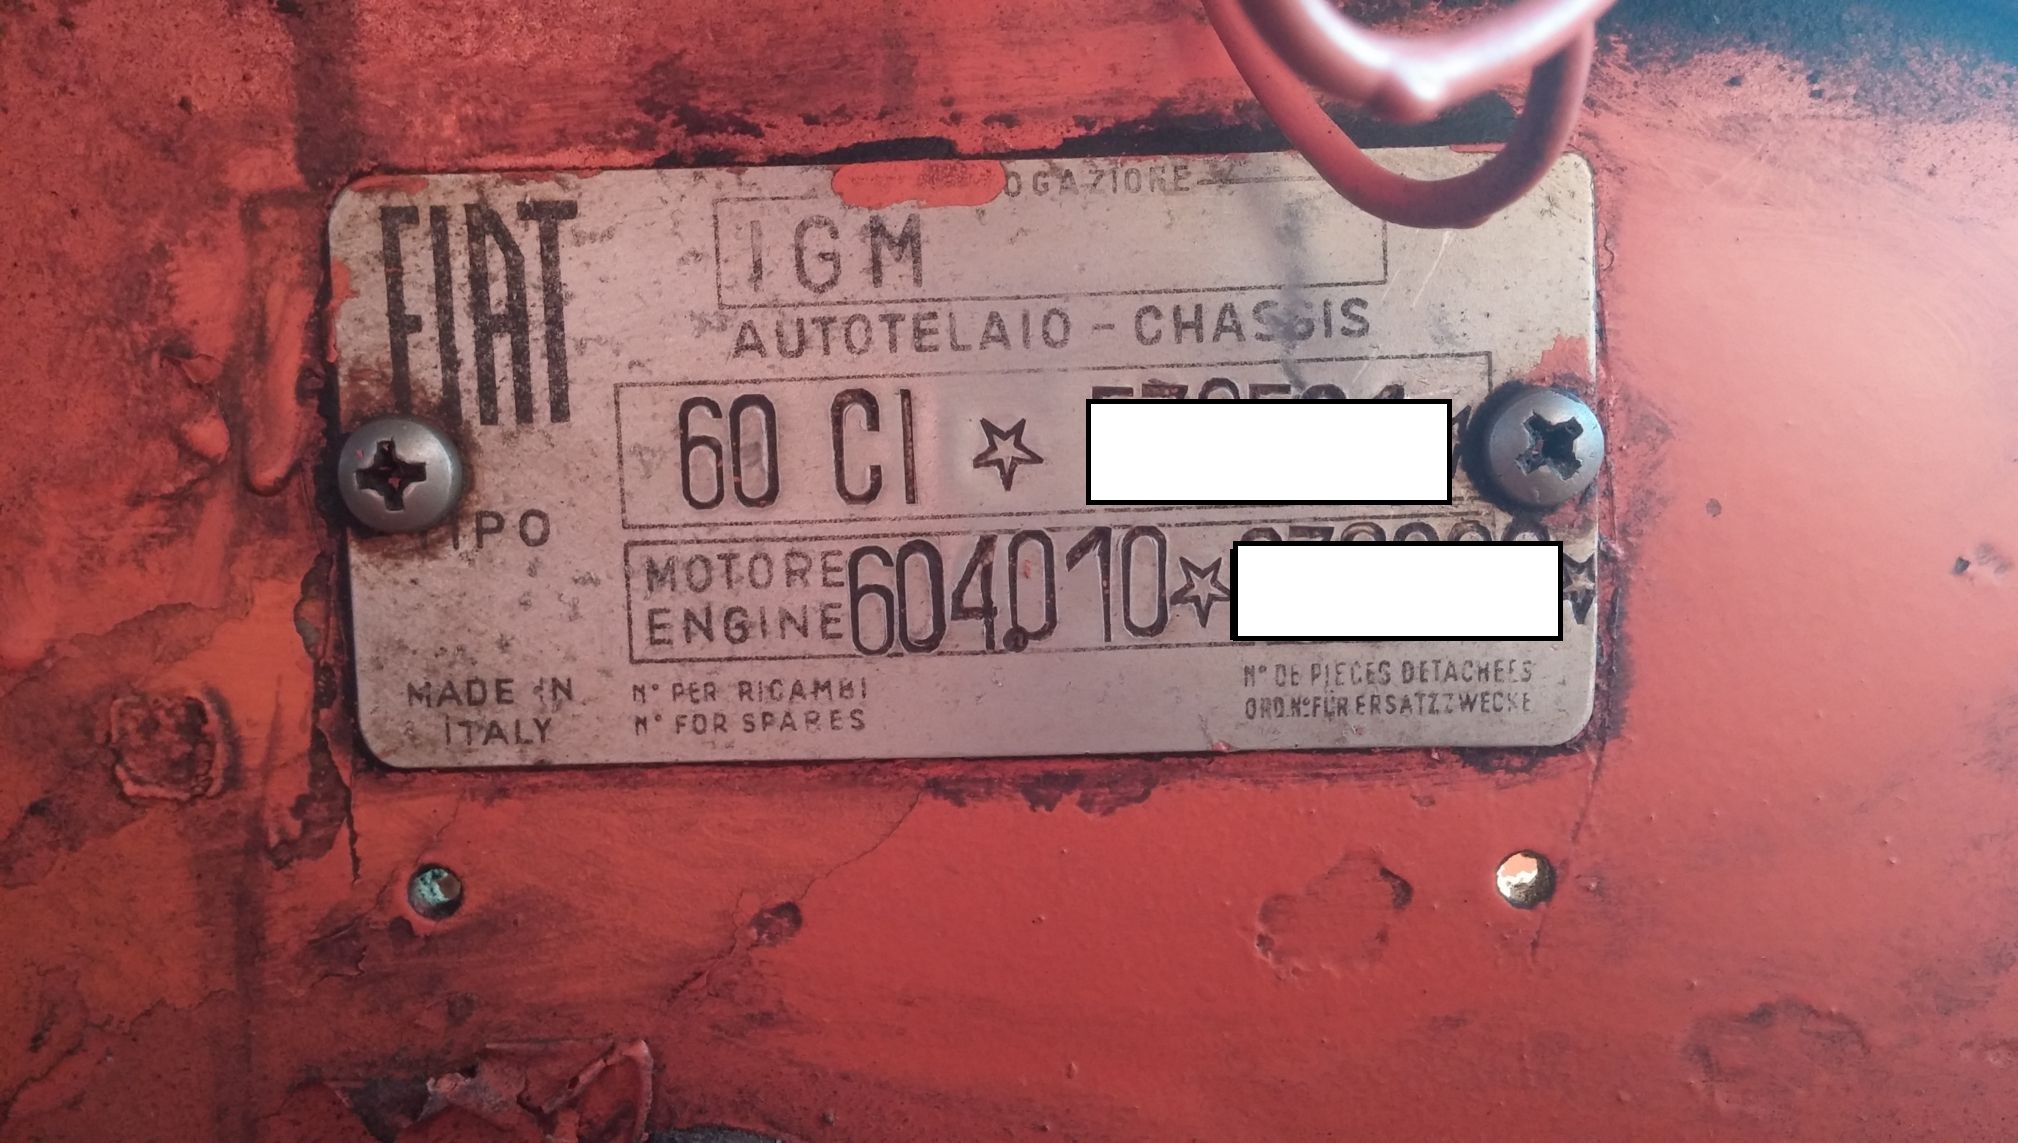 FIAT
OGAZIONE
IGM
AUTOTELAIO - CHASSIS
60 CI ☆
TIPO
MOTORE
ENGINE
604.010 ☆ ☆
MADE IN
ITALY
N° PER RICAMBI
N° FOR SPARES
N° DE PIECES DETACHEES
ORD.N° FÜR ERSATZZWECKE